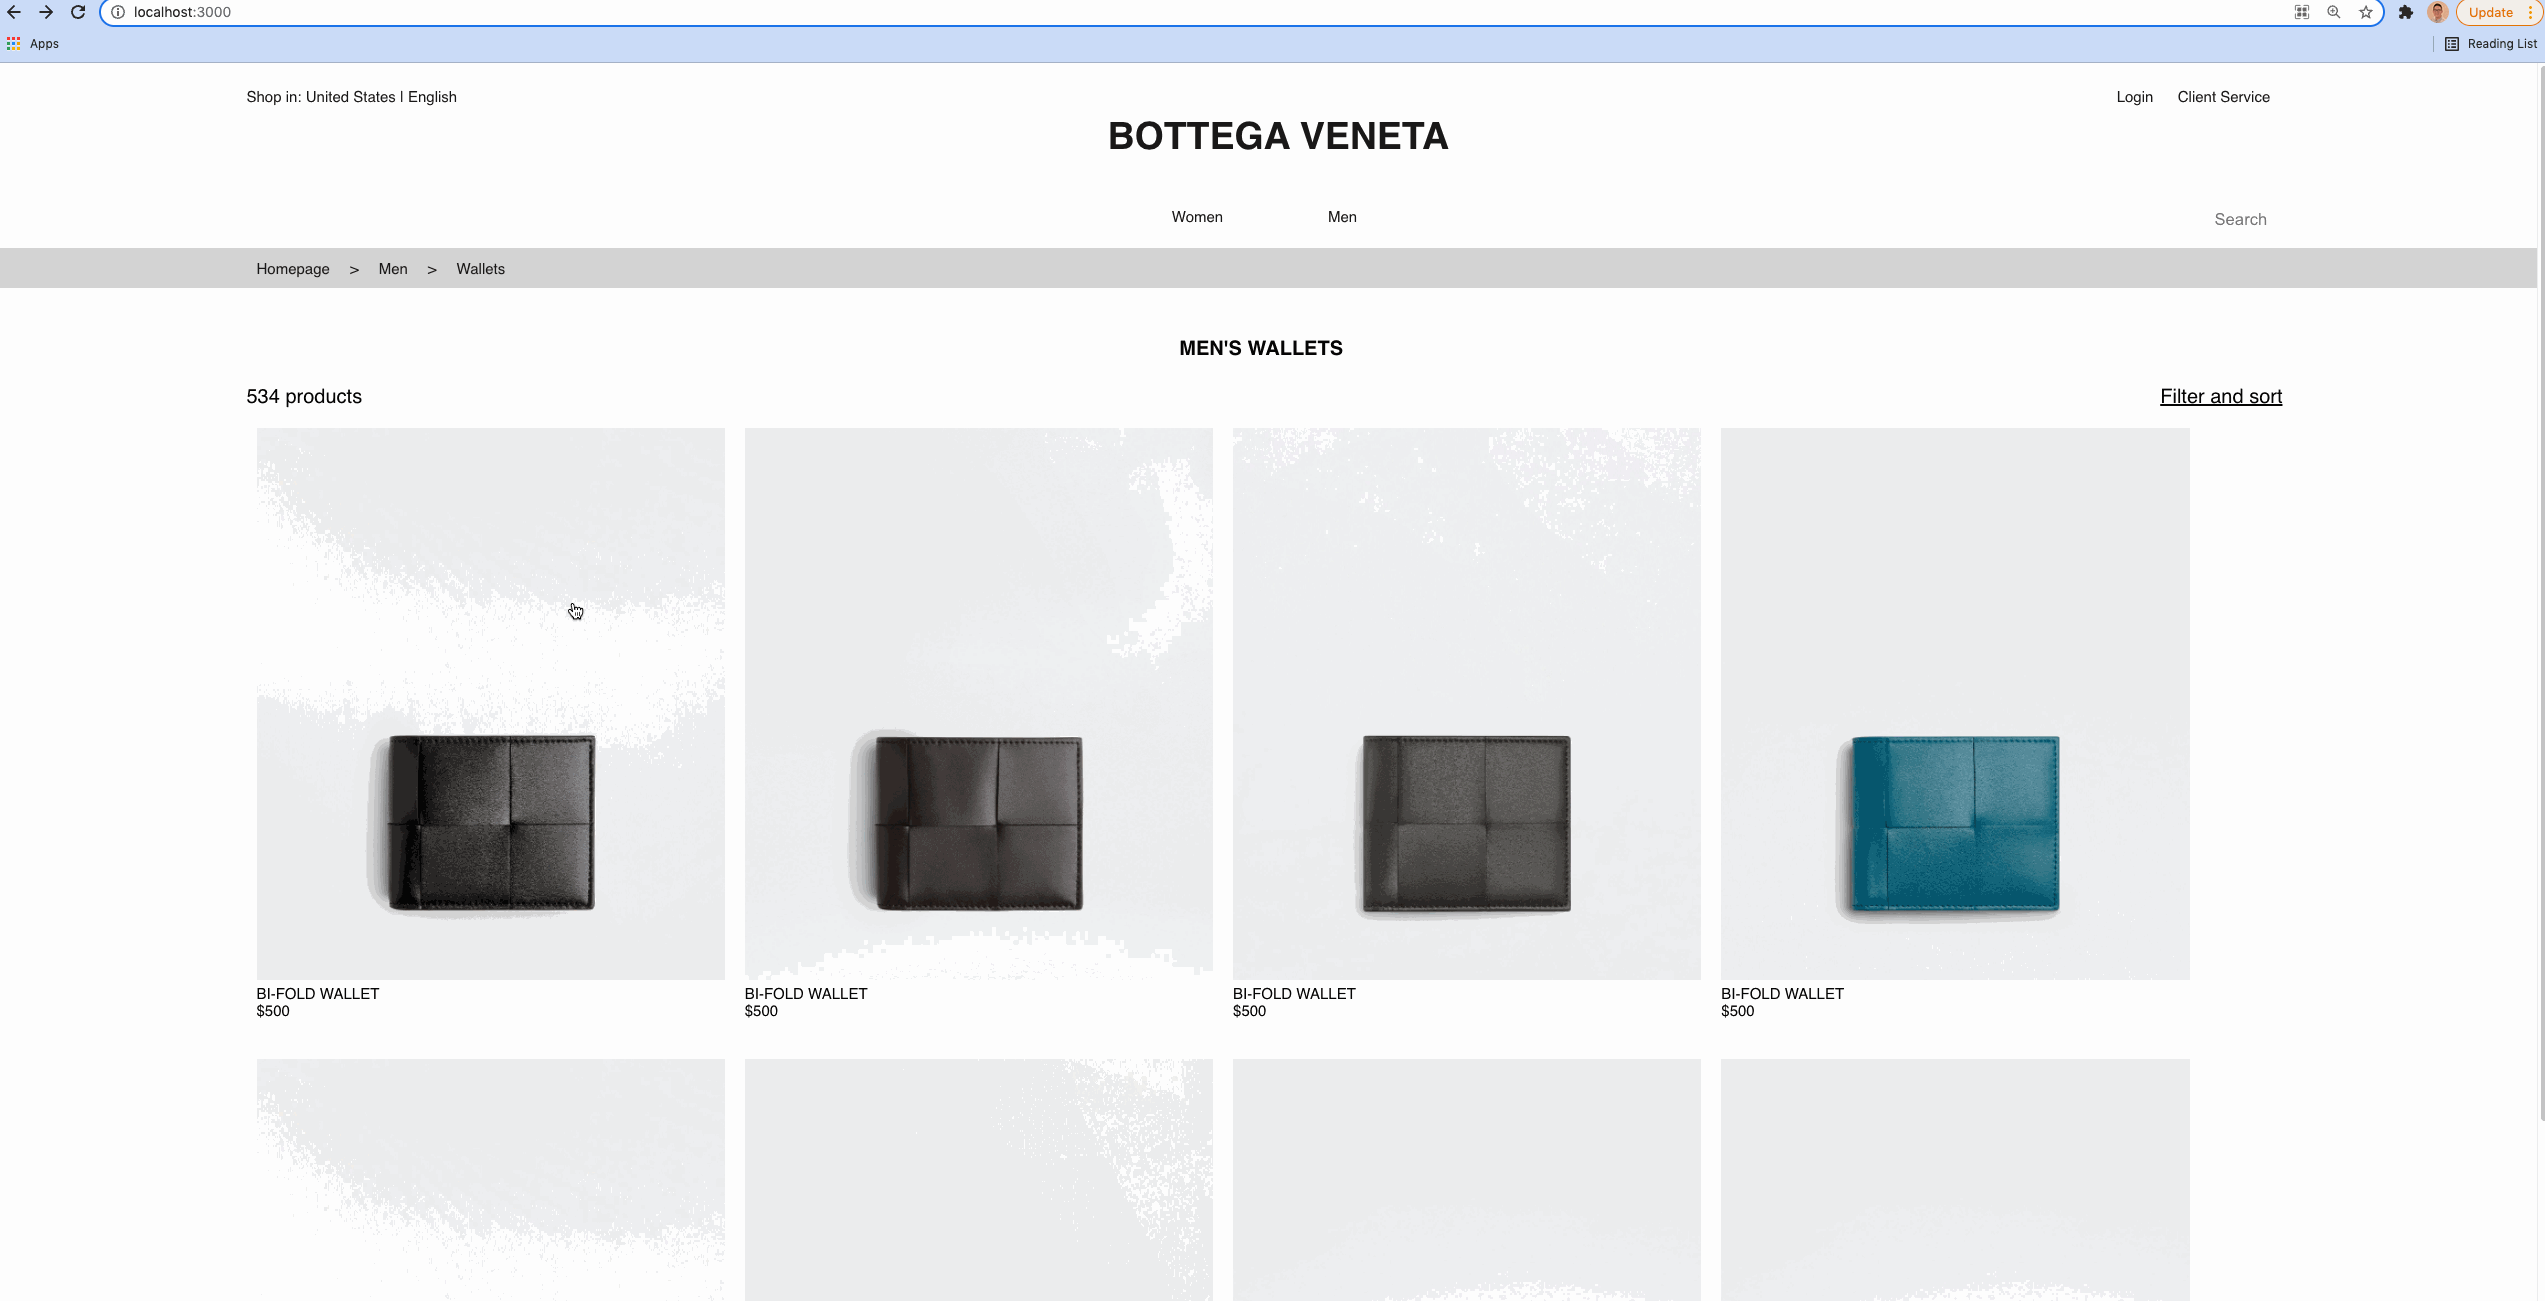 localhost:3000
Update
Apps
Reading List
Shop in: United States | English
Login
Client Service
BOTTEGA VENETA
Women
Men
Search
Homepage > Men > Wallets
MEN'S WALLETS
534 products
Filter and sort
BI-FOLD WALLET
$500
BI-FOLD WALLET
$500
BI-FOLD WALLET
$500
BI-FOLD WALLET
$500